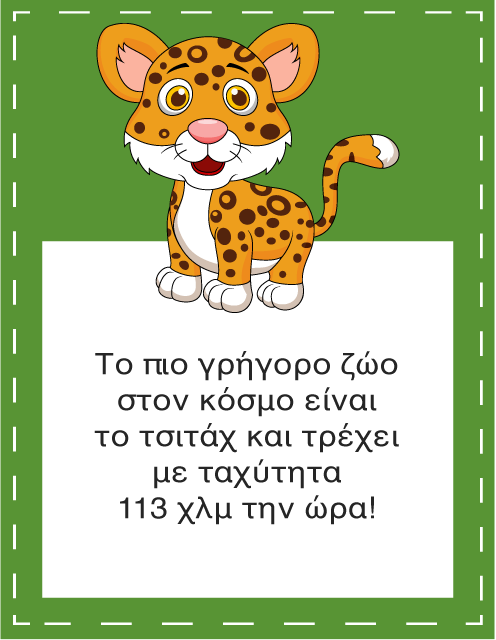 Το πιο γρήγορο ζώο
στον κόσμο είναι
το τσιτάχ και τρέχει
με ταχύτητα
113 χλμ την ώρα!